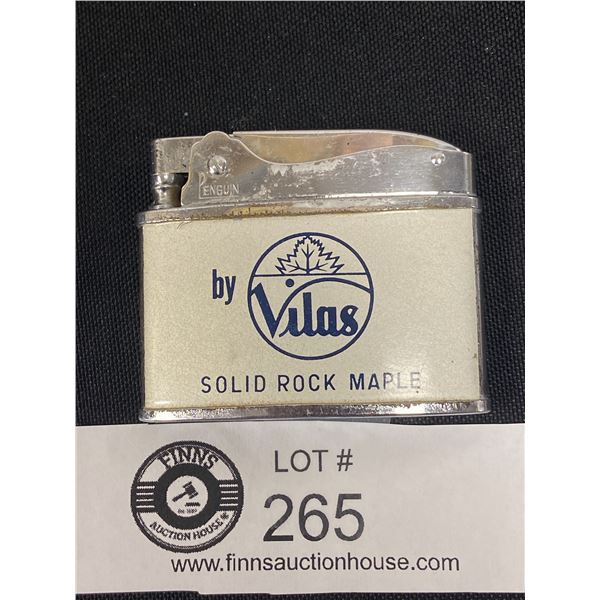 PENGUIN
by Vilas
SOLID ROCK MAPLE
FINNS
AUCTION HOUSE
LOT #
265
www.finnsauctionhouse.com